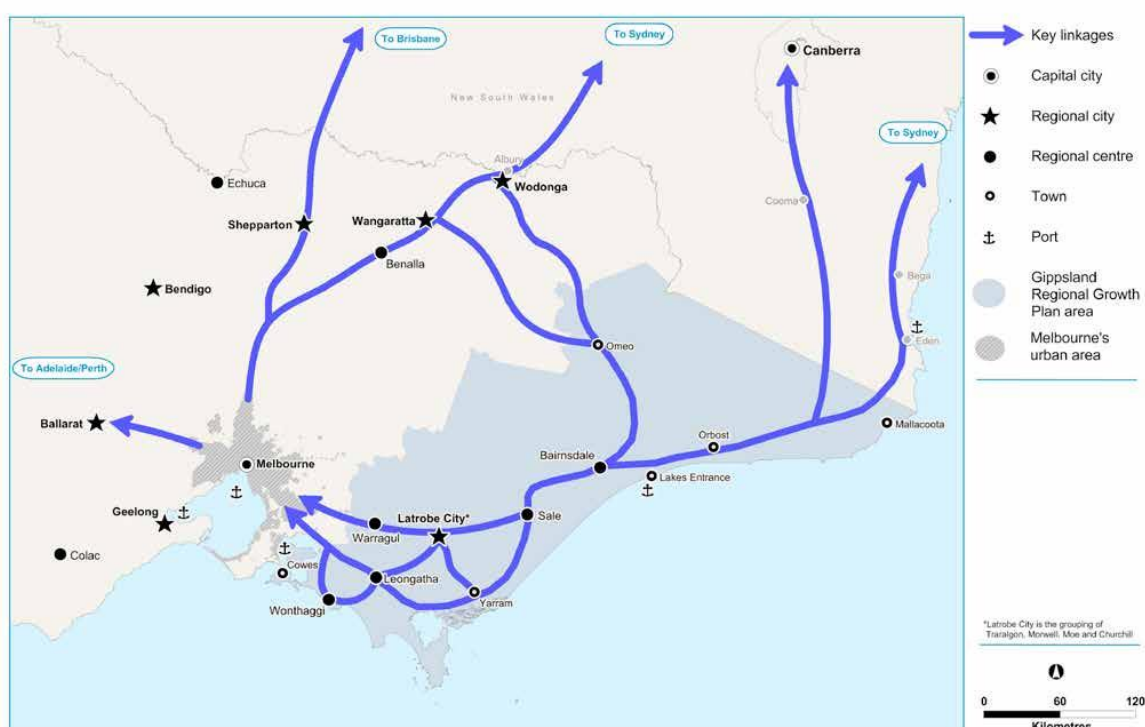 To Brisbane
To Sydney
Canberra
New South Wales
To Sydney
Albury
Echuca
Wodonga
Cooma
Shepparton
Wangaratta
Benalla
Bega
Bendigo
Eden
Omeo
To Adelaide/Perth
Ballarat
Mallacoota
Orbost
Bairnsdale
Melbourne
Lakes Entrance
Geelong
Latrobe City*
Sale
Warragul
Colac
Cowes
Leongatha
Yarram
Wonthaggi
Key linkages
Capital city
Regional city
Regional centre
Town
Port
Gippsland
Regional Growth
Plan area
Melbourne's
urban area
*Latrobe City is the grouping of
Traralgon, Morwell, Moe and Churchill
0 60 120
Kilometres